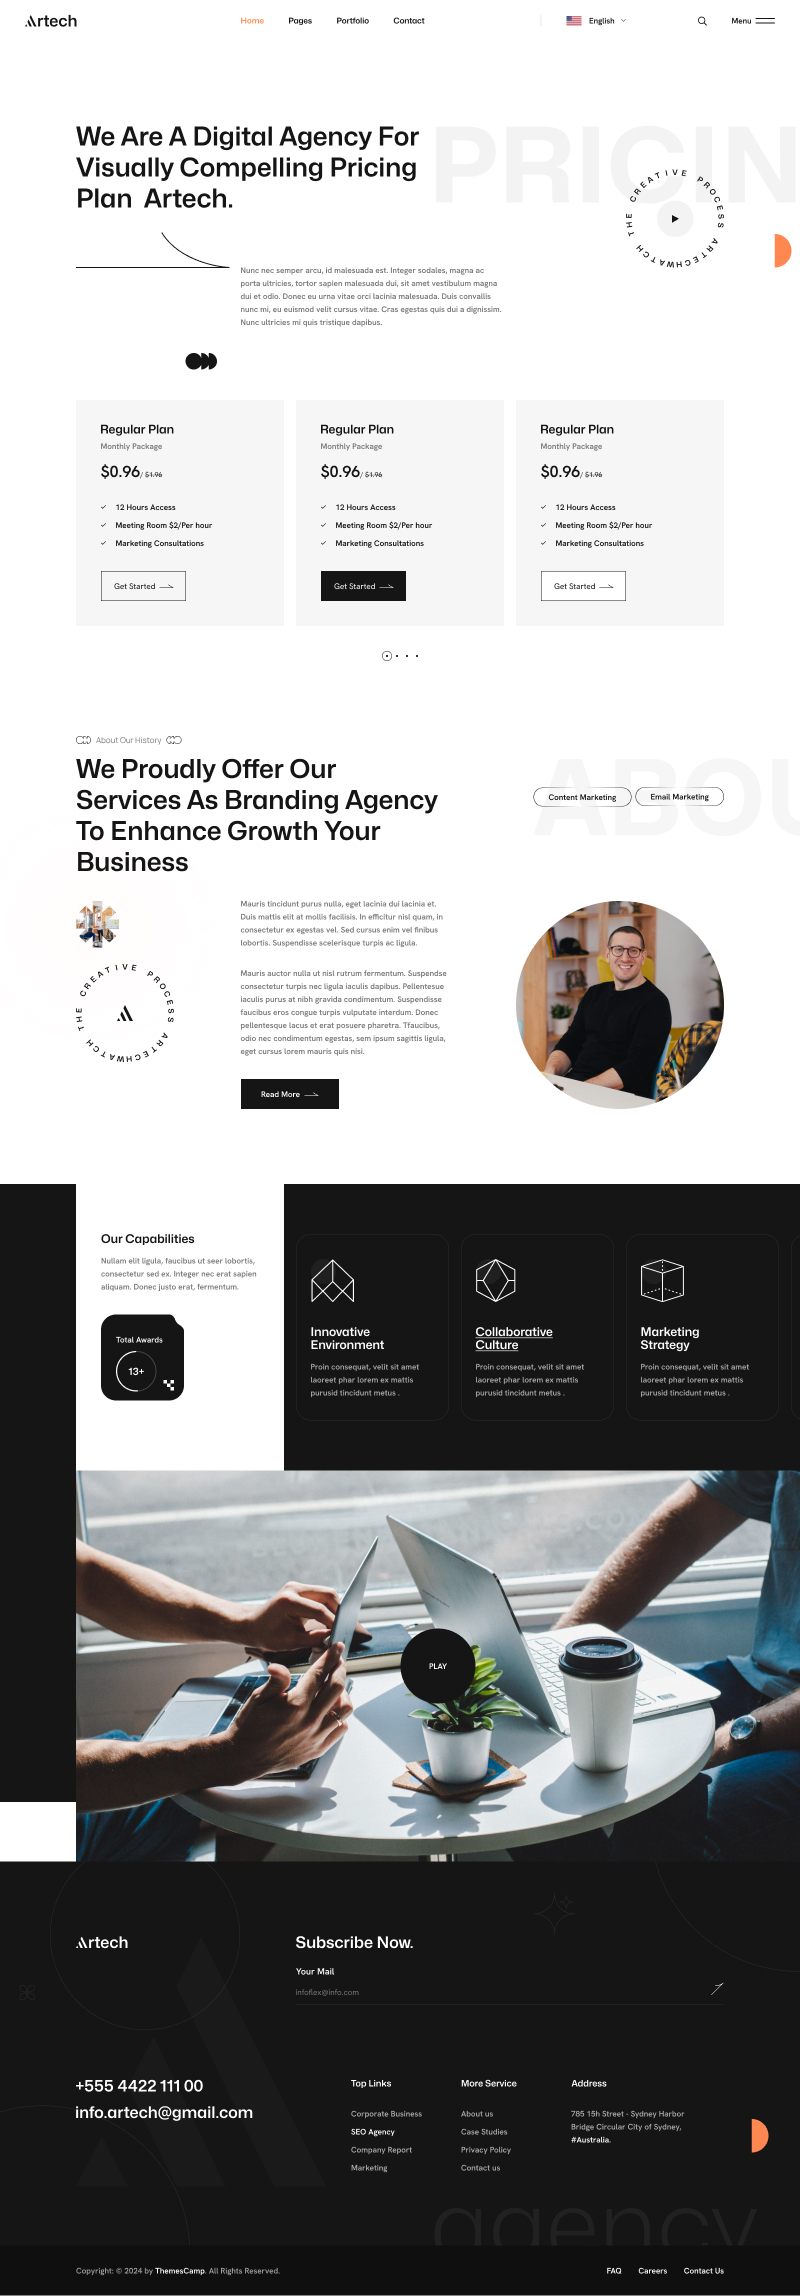 Artech
Home Pages Portfolio Contact
English
Menu
PRICIN
We Are A Digital Agency For
Visually Compelling Pricing
Plan Artech.
THE CREATIVE PROCESS ARTECHWATCH
Nunc nec semper arcu, id malesuada est. Integer sodales, magna ac
porta ultricies, tortor sapien malesuada dui, sit amet vestibulum magna
dui et odio. Donec eu urna vitae orci lacinia malesuada. Duis convallis
nunc mi, eu euismod velit cursus vitae. Cras egestas quis dui a dignissim.
Nunc ultricies mi quis tristique dapibus.
Regular Plan
Monthly Package
$0.96/ $1.96
12 Hours Access
Meeting Room $2/Per hour
Marketing Consultations
Get Started
Regular Plan
Monthly Package
$0.96/ $1.96
12 Hours Access
Meeting Room $2/Per hour
Marketing Consultations
Get Started
Regular Plan
Monthly Package
$0.96/ $1.96
12 Hours Access
Meeting Room $2/Per hour
Marketing Consultations
Get Started
About Our History
We Proudly Offer Our
Services As Branding Agency
To Enhance Growth Your
Business
ABOU
Content Marketing
Email Marketing
THE CREATIVE PROCESS ARTECHWATCH
Mauris tincidunt purus nulla, eget lacinia dui lacinia et.
Duis mattis elit at mollis facilisis. In efficitur nisl quam, in
consectetur ex egestas vel. Sed cursus enim vel finibus
lobortis. Suspendisse scelerisque turpis ac ligula.
Mauris auctor nulla ut nisl rutrum fermentum. Suspendse
consectetur turpis nec ligula iaculis dapibus. Pellentesue
iaculis purus at nibh gravida condimentum. Suspendisse
faucibus eros congue turpis vulputate interdum. Donec
pellentesque lacus et erat posuere pharetra. Tfaucibus,
odio nec condimentum egestas, sem ipsum sagittis ligula,
eget cursus lorem mauris quis nisi.
Read More
Our Capabilities
Nullam elit ligula, faucibus ut seer lobortis,
consectetur sed ex. Integer nec erat sapien
aliquam. Donec justo erat, fermentum.
Total Awards
13+
Innovative
Environment
Proin consequat, velit sit amet
laoreet phar lorem ex mattis
purusid tincidunt metus .
Collaborative
Culture
Proin consequat, velit sit amet
laoreet phar lorem ex mattis
purusid tincidunt metus .
Marketing
Strategy
Proin consequat, velit sit amet
laoreet phar lorem ex mattis
purusid tincidunt metus .
PLAY
Artech
Subscribe Now.
Your Mail
infoflex@info.com
+555 4422 111 00
info.artech@gmail.com
Top Links
Corporate Business
SEO Agency
Company Report
Marketing
More Service
About us
Case Studies
Privacy Policy
Contact us
Address
785 15h Street - Sydney Harbor
Bridge Circular City of Sydney,
#Australia.
agency
Copyright: © 2024 by ThemesCamp. All Rights Reserved.
FAQ Careers Contact Us